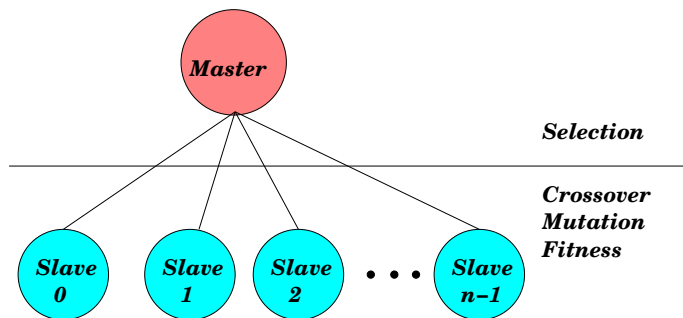 Master
Selection
Crossover
Mutation
Fitness
Slave
0
Slave
1
Slave
2
Slave
n−1